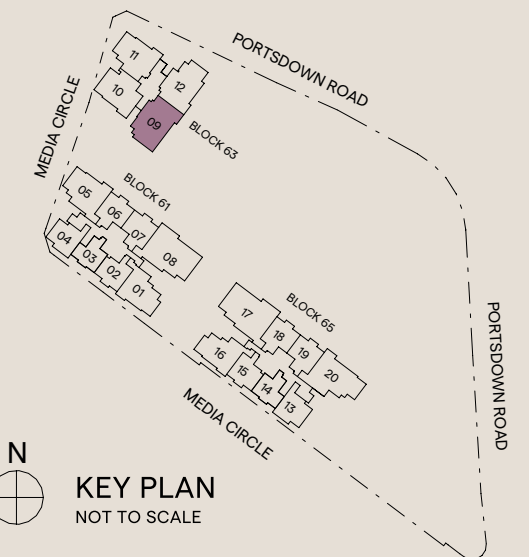 PORTSDOWN ROAD
11
12
10
09
BLOCK 63
MEDIA CIRCLE
BLOCK 61
05
06
07
08
04
03
02
01
BLOCK 65
17
18
19
20
16
15
14
13
PORTSDOWN ROAD
MEDIA CIRCLE
N
KEY PLAN
NOT TO SCALE